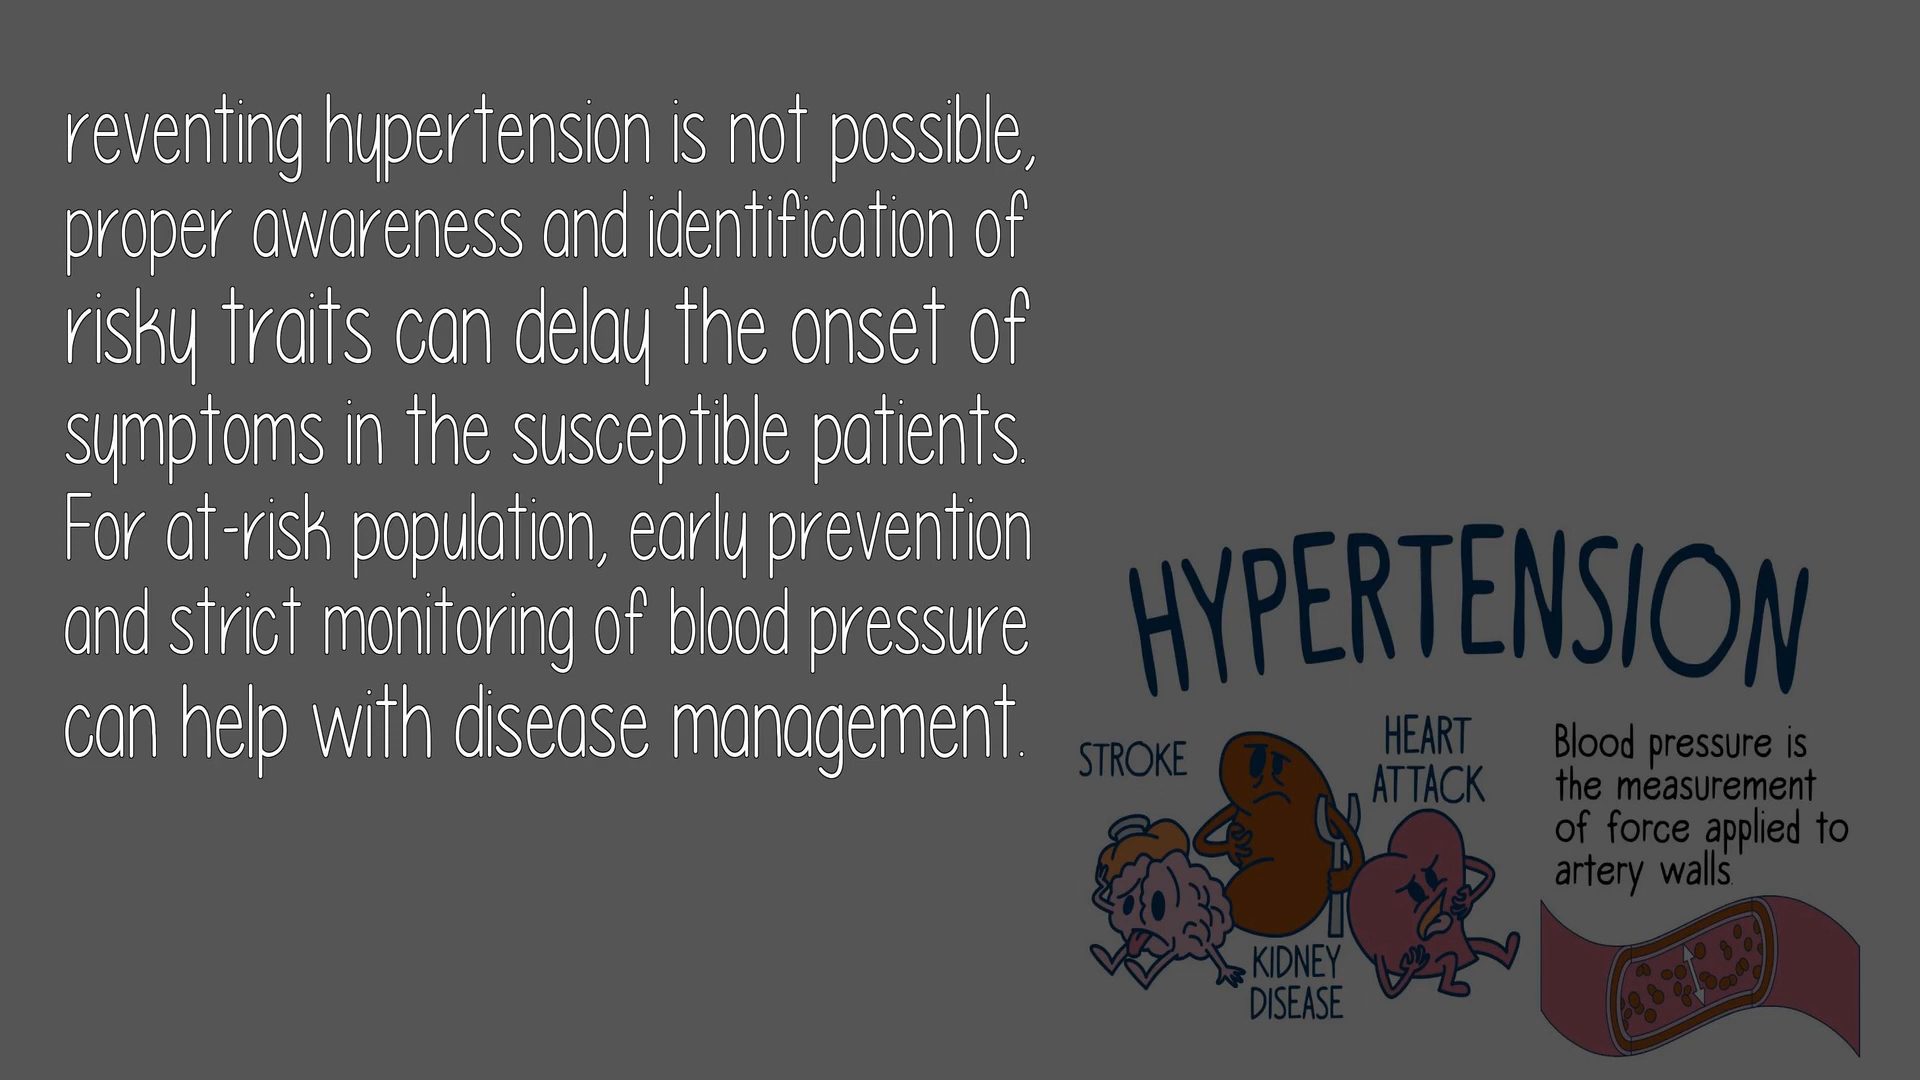 reventing hypertension is not possible,
proper awareness and identification of
risky traits can delay the onset of
symptoms in the susceptible patients.
For at-risk population, early prevention
and strict monitoring of blood pressure
can help with disease management.
HYPERTENSION
STROKE
HEART
ATTACK
KIDNEY
DISEASE
Blood pressure is
the measurement
of force applied to
artery walls.